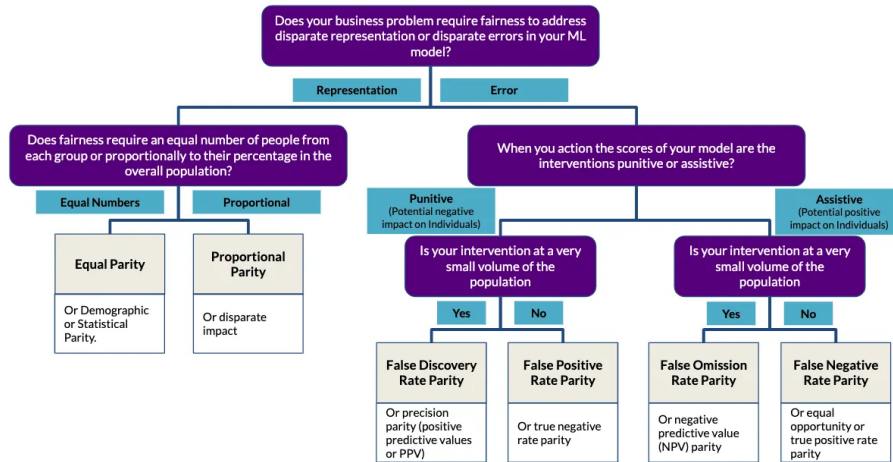 Does your business problem require fairness to address
disparate representation or disparate errors in your ML
model?
Representation
Error
Does fairness require an equal number of people from
each group or proportionally to their percentage in the
overall population?
When you action the scores of your model are the
interventions punitive or assistive?
Equal Numbers
Proportional
Punitive
(Potential negative
impact on Individuals)
Assistive
(Potential positive
impact on Individuals)
Equal Parity
Or Demographic
or Statistical
Parity.
Proportional
Parity
Or disparate
impact
Is your intervention at a very
small volume of the
population
Is your intervention at a very
small volume of the
population
Yes
No
Yes
No
False Discovery
Rate Parity
Or precision
parity (positive
predictive values
or PPV)
False Positive
Rate Parity
Or true negative
rate parity
False Omission
Rate Parity
Or negative
predictive value
(NPV) parity
False Negative
Rate Parity
Or equal
opportunity or
true positive rate
parity